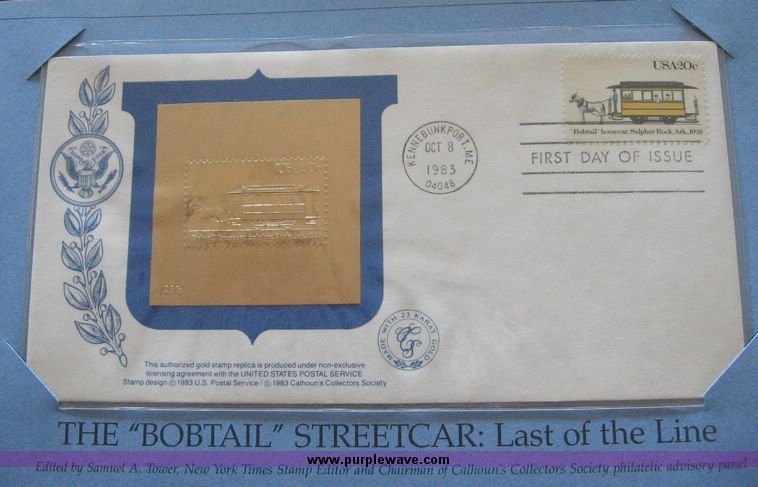 USA20c
"Bobtail" horsecar, Sulphur Rock, Ark., 1926
KENNEBUNKPORT, ME
OCT 8
1983
04046
FIRST DAY OF ISSUE
USA20c
MADE WITH 23 KARAT GOLD
This authorized gold stamp replica is produced under non-exclusive
licensing agreement with the UNITED STATES POSTAL SERVICE
Stamp design © 1983 U.S. Postal Service / © 1983 Calhoun's Collectors Society
THE "BOBTAIL" STREETCAR: Last of the Line
Edited by Samuel A. Tower, New York Times Stamp Editor and Chairman of Calhoun's Collectors Society philatelic advisory panel
www.purplewave.com